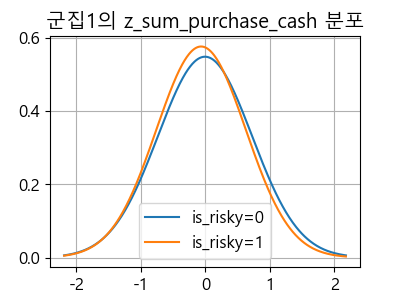 군집1의 z_sum_purchase_cash 분포
0.6
0.4
0.2
0.0
is_risky=0
is_risky=1
-2 -1 0 1 2